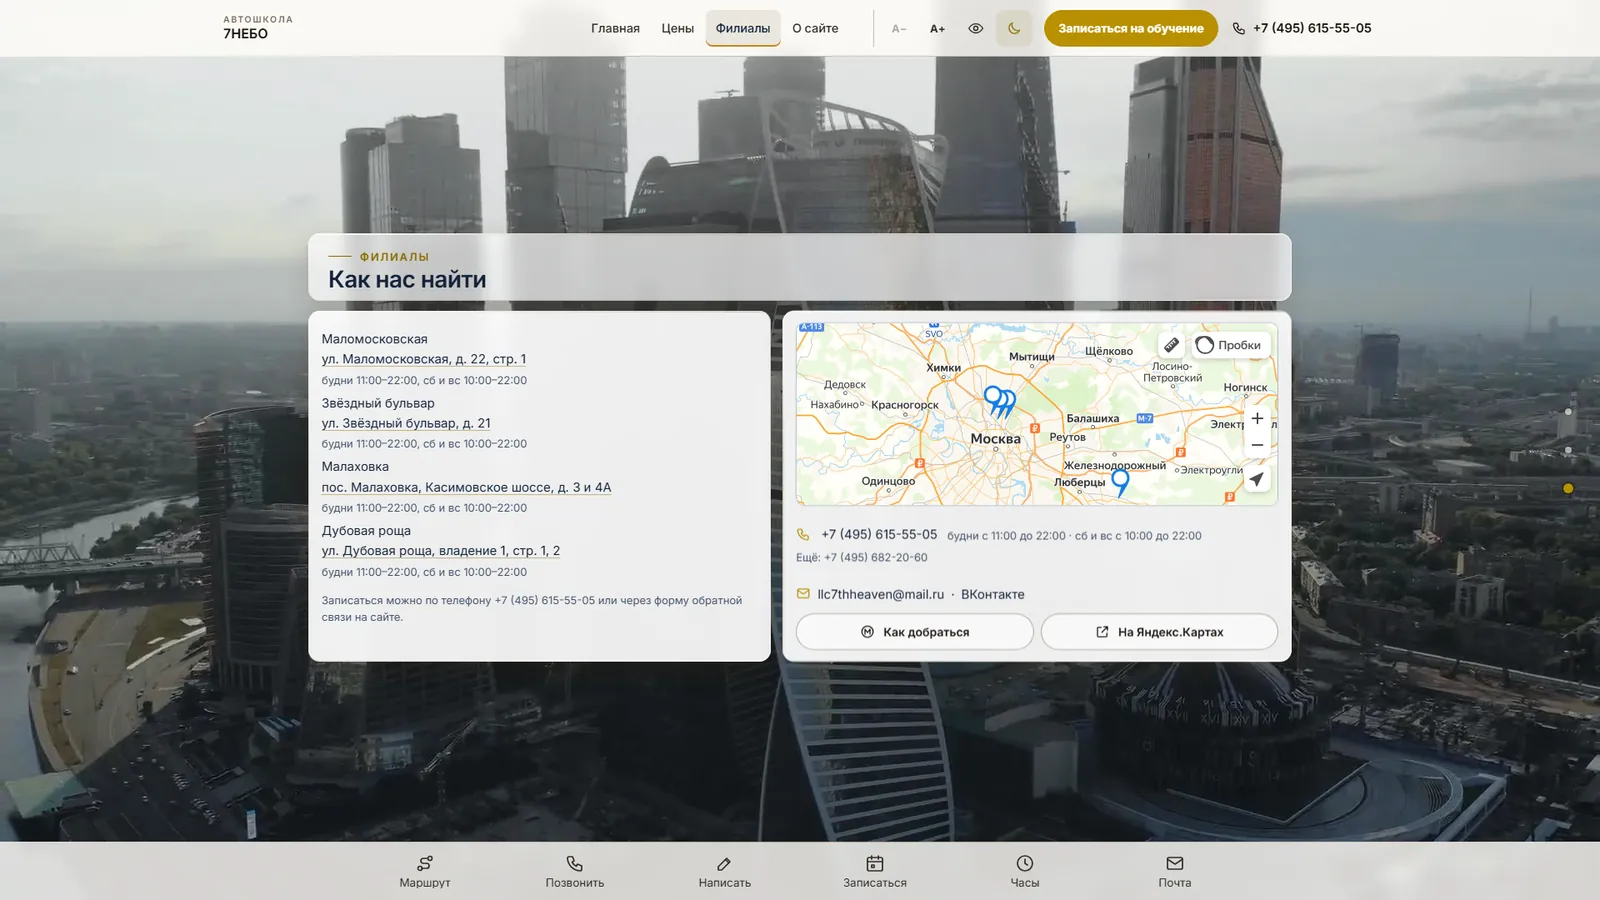 АВТОШКОЛА
7НЕБО
Главная
Цены
Филиалы
О сайте
A−
A+
Записаться на обучение
+7 (495) 615-55-05
ФИЛИАЛЫ
Как нас найти
Маломосковская
ул. Маломосковская, д. 22, стр. 1
будни 11:00–22:00, сб и вс 10:00–22:00
Звёздный бульвар
ул. Звёздный бульвар, д. 21
будни 11:00–22:00, сб и вс 10:00–22:00
Малаховка
пос. Малаховка, Касимовское шоссе, д. 3 и 4А
будни 11:00–22:00, сб и вс 10:00–22:00
Дубовая роща
ул. Дубовая роща, владение 1, стр. 1, 2
будни 11:00–22:00, сб и вс 10:00–22:00
Записаться можно по телефону +7 (495) 615-55-05 или через форму обратной
связи на сайте.
А-113
SVO
Пробки
Мытищи
Щёлково
Химки
Лосино-
Петровский
Дедовск
Ногинск
Нахабино
Красногорск
Балашиха
М-7
Москва
Реутов
Железнодорожный
Электроугли
Одинцово
Люберцы
+7 (495) 615-55-05 будни с 11:00 до 22:00 · сб и вс с 10:00 до 22:00
Ещё: +7 (495) 682-20-60
llc7thheaven@mail.ru · ВКонтакте
Как добраться
На Яндекс.Картах
Маршрут
Позвонить
Написать
Записаться
Часы
Почта